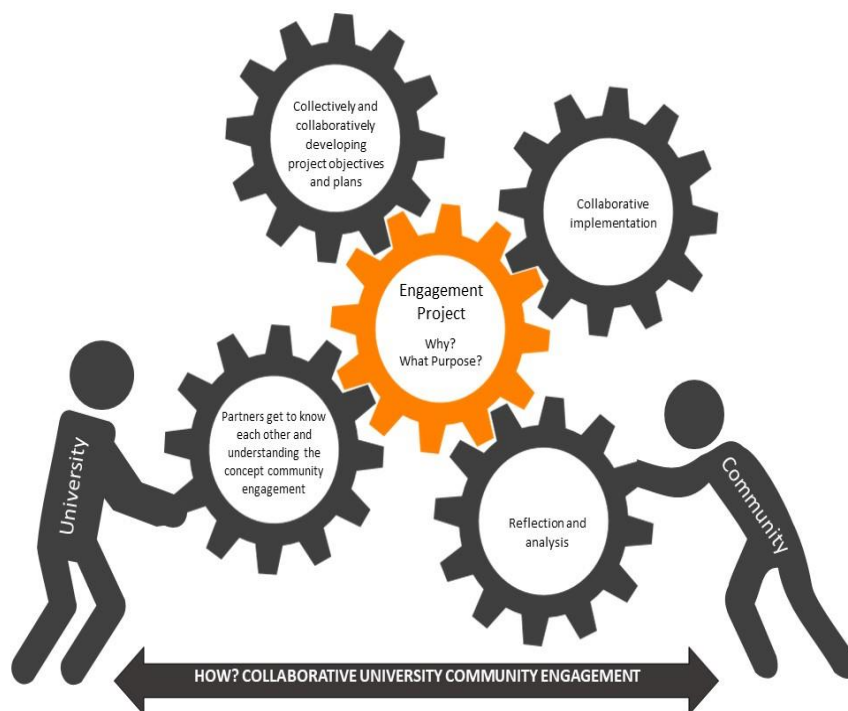 Collectively and
collaboratively
developing
project objectives
and plans
Collaborative
implementation
Engagement
Project
Why?
What Purpose?
Partners get to know
each other and
understanding the
concept community
engagement
Reflection and
analysis
University
Community
HOW? COLLABORATIVE UNIVERSITY COMMUNITY ENGAGEMENT